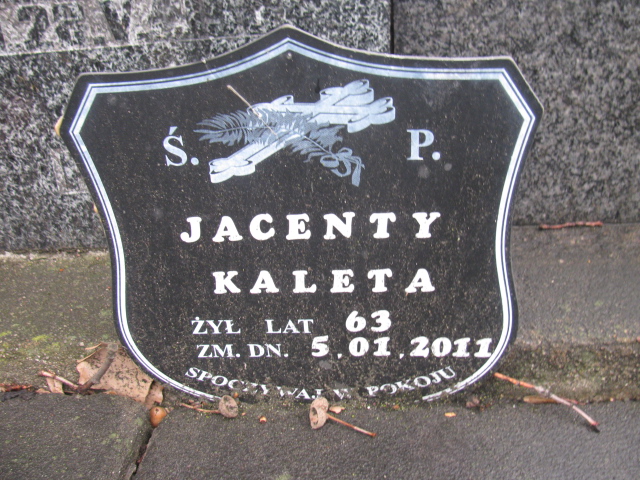 Ś. P.
JACENTY
KALETA
ŻYŁ LAT 63
ZM. DN. 5.01.2011
SPOCZYWAJ W POKOJU